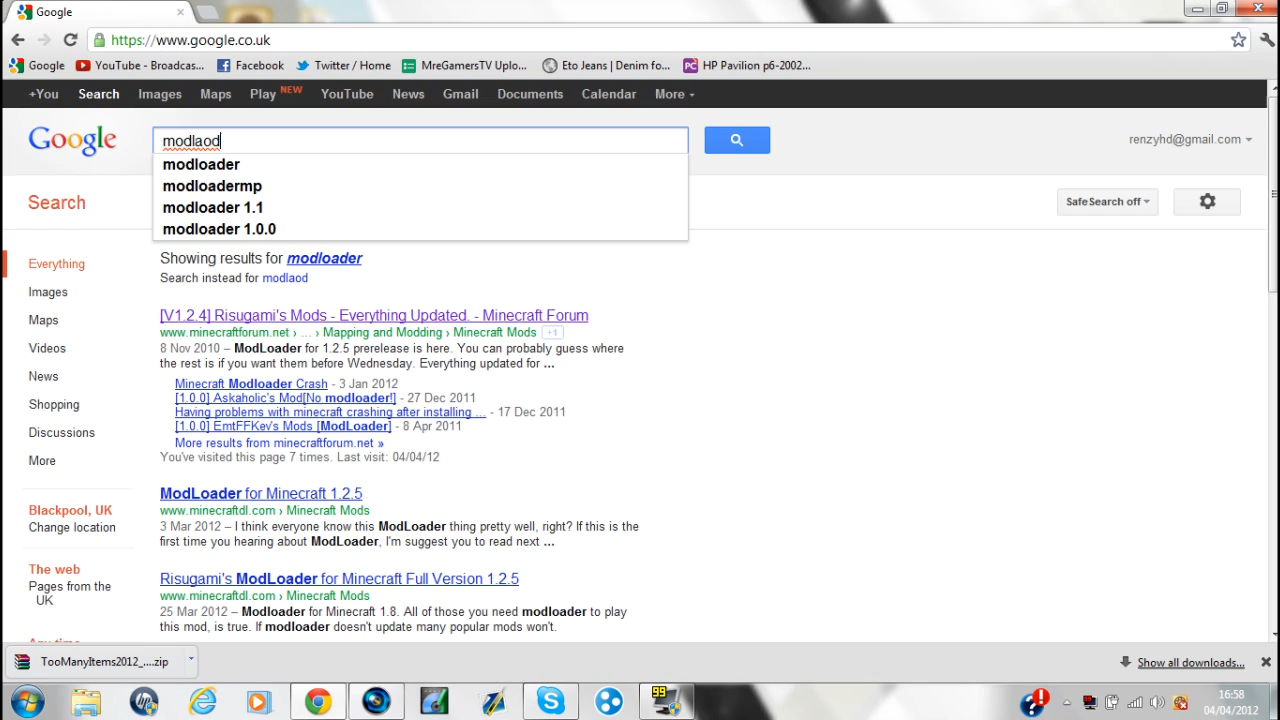 Google
https://www.google.co.uk
Google YouTube - Broadcas... Facebook Twitter / Home MreGamersTV Uplo... Eto Jeans | Denim fo... HP Pavilion p6-2002...
+You Search Images Maps Play NEW YouTube News Gmail Documents Calendar More
Google modlaod renzyhd@gmail.com
modloader
modloadermp
modloader 1.1
modloader 1.0.0
Search SafeSearch off
Everything
Images
Maps
Videos
News
Shopping
Discussions
More
Blackpool, UK
Change location
The web
Pages from the
UK
Any time
Showing results for modloader
Search instead for modlaod
[V1.2.4] Risugami's Mods - Everything Updated. - Minecraft Forum
www.minecraftforum.net › ... › Mapping and Modding › Minecraft Mods +1
8 Nov 2010 – ModLoader for 1.2.5 prerelease is here. You can probably guess where
the rest is if you want them before Wednesday. Everything updated for ...
Minecraft Modloader Crash - 3 Jan 2012
[1.0.0] Askaholic's Mod[No modloader!] - 27 Dec 2011
Having problems with minecraft crashing after installing ... - 17 Dec 2011
[1.0.0] EmtFFKev's Mods [ModLoader] - 8 Apr 2011
More results from minecraftforum.net »
You've visited this page 7 times. Last visit: 04/04/12
ModLoader for Minecraft 1.2.5
www.minecraftdl.com › Minecraft Mods
3 Mar 2012 – I think everyone know this ModLoader thing pretty well, right? If this is the
first time you hearing about ModLoader, I'm suggest you to read next ...
Risugami's ModLoader for Minecraft Full Version 1.2.5
www.minecraftdl.com › Minecraft Mods
25 Mar 2012 – Modloader for Minecraft 1.8. All of those you need modloader to play
this mod, is true. If modloader doesn't update many popular mods won't.
TooManyItems2012_....zip Show all downloads...
99
16:58
04/04/2012